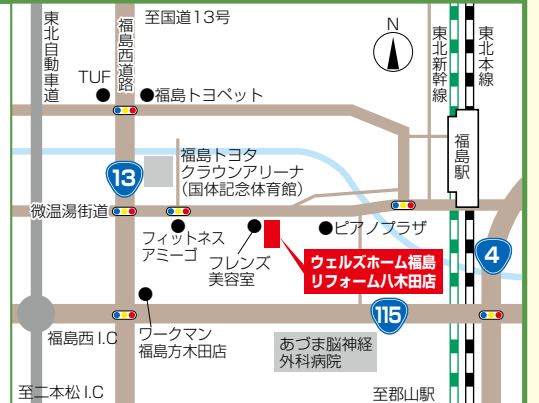 東北自動車道
福島西道路
至国道13号
N
東北新幹線
東北本線
TUF
福島トヨペット
福島駅
福島トヨタ
クラウンアリーナ
(国体記念体育館)
13
微温湯街道
フィットネス
アミーゴ
フレンズ
美容室
ピアノプラザ
ウェルズホーム福島
リフォーム八木田店
4
115
福島西 I.C
ワークマン
福島方木田店
あづま脳神経
外科病院
至二本松 I.C
至郡山駅